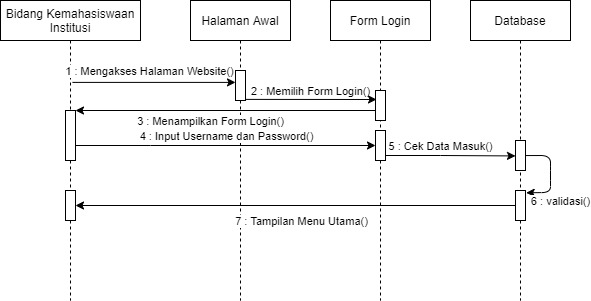 Bidang Kemahasiswaan
Institusi
Halaman Awal
Form Login
Database
1 : Mengakses Halaman Website()
2 : Memilih Form Login()
3 : Menampilkan Form Login()
4 : Input Username dan Password()
5 : Cek Data Masuk()
6 : validasi()
7 : Tampilan Menu Utama()